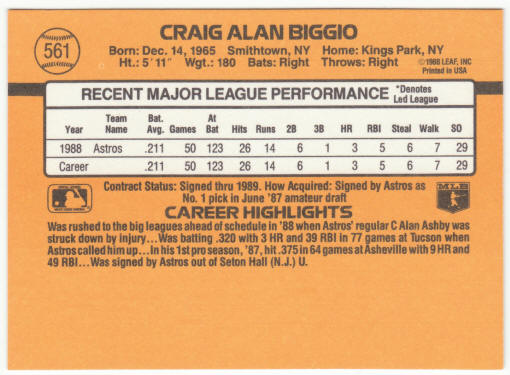 561
CRAIG ALAN BIGGIO
Born: Dec. 14, 1965 Smithtown, NY Home: Kings Park, NY
Ht.: 5'11" Wgt.: 180 Bats: Right Throws: Right
©1988 LEAF, INC
Printed in USA
RECENT MAJOR LEAGUE PERFORMANCE
*Denotes
Led League
Year Team Name Bat. Avg. Games At Bat Hits Runs 2B 3B HR RBI Steal Walk SO
1988 Astros .211 50 123 26 14 6 1 3 5 6 7 29
Career .211 50 123 26 14 6 1 3 5 6 7 29
Contract Status: Signed thru 1989. How Acquired: Signed by Astros as
No. 1 pick in June '87 amateur draft
MLB
CAREER HIGHLIGHTS
Was rushed to the big leagues ahead of schedule in '88 when Astros' regular C Alan Ashby was
struck down by injury...Was batting .320 with 3 HR and 39 RBI in 77 games at Tucson when
Astros called him up...In his 1st pro season, '87, hit .375 in 64 games at Asheville with 9 HR and
49 RBI...Was signed by Astros out of Seton Hall (N.J.) U.